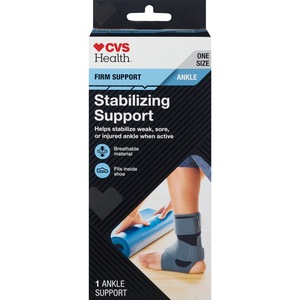 CVS
Health.
ONE
SIZE
FIRM SUPPORT
ANKLE
Stabilizing
Support
Helps stabilize weak, sore,
or injured ankle when active
Breathable
material
Fits inside
shoe
1 ANKLE
SUPPORT